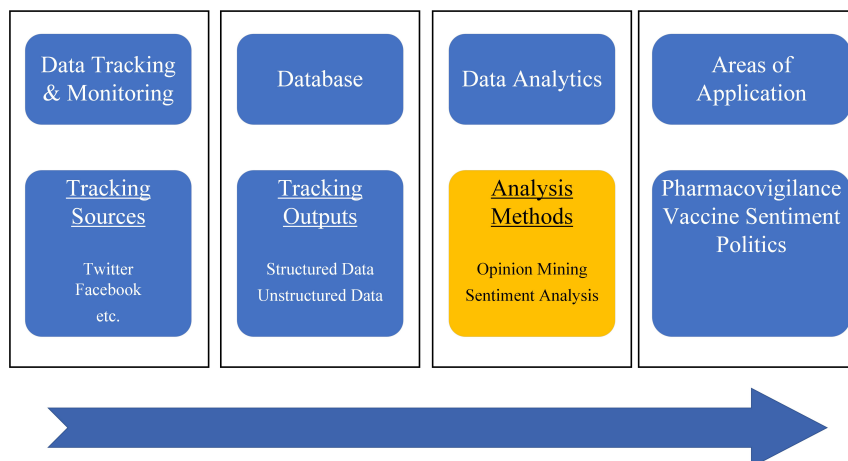 Data Tracking
& Monitoring
Tracking
Sources
Twitter
Facebook
etc.
Database
Tracking
Outputs
Structured Data
Unstructured Data
Data Analytics
Analysis
Methods
Opinion Mining
Sentiment Analysis
Areas of
Application
Pharmacovigilance
Vaccine Sentiment
Politics